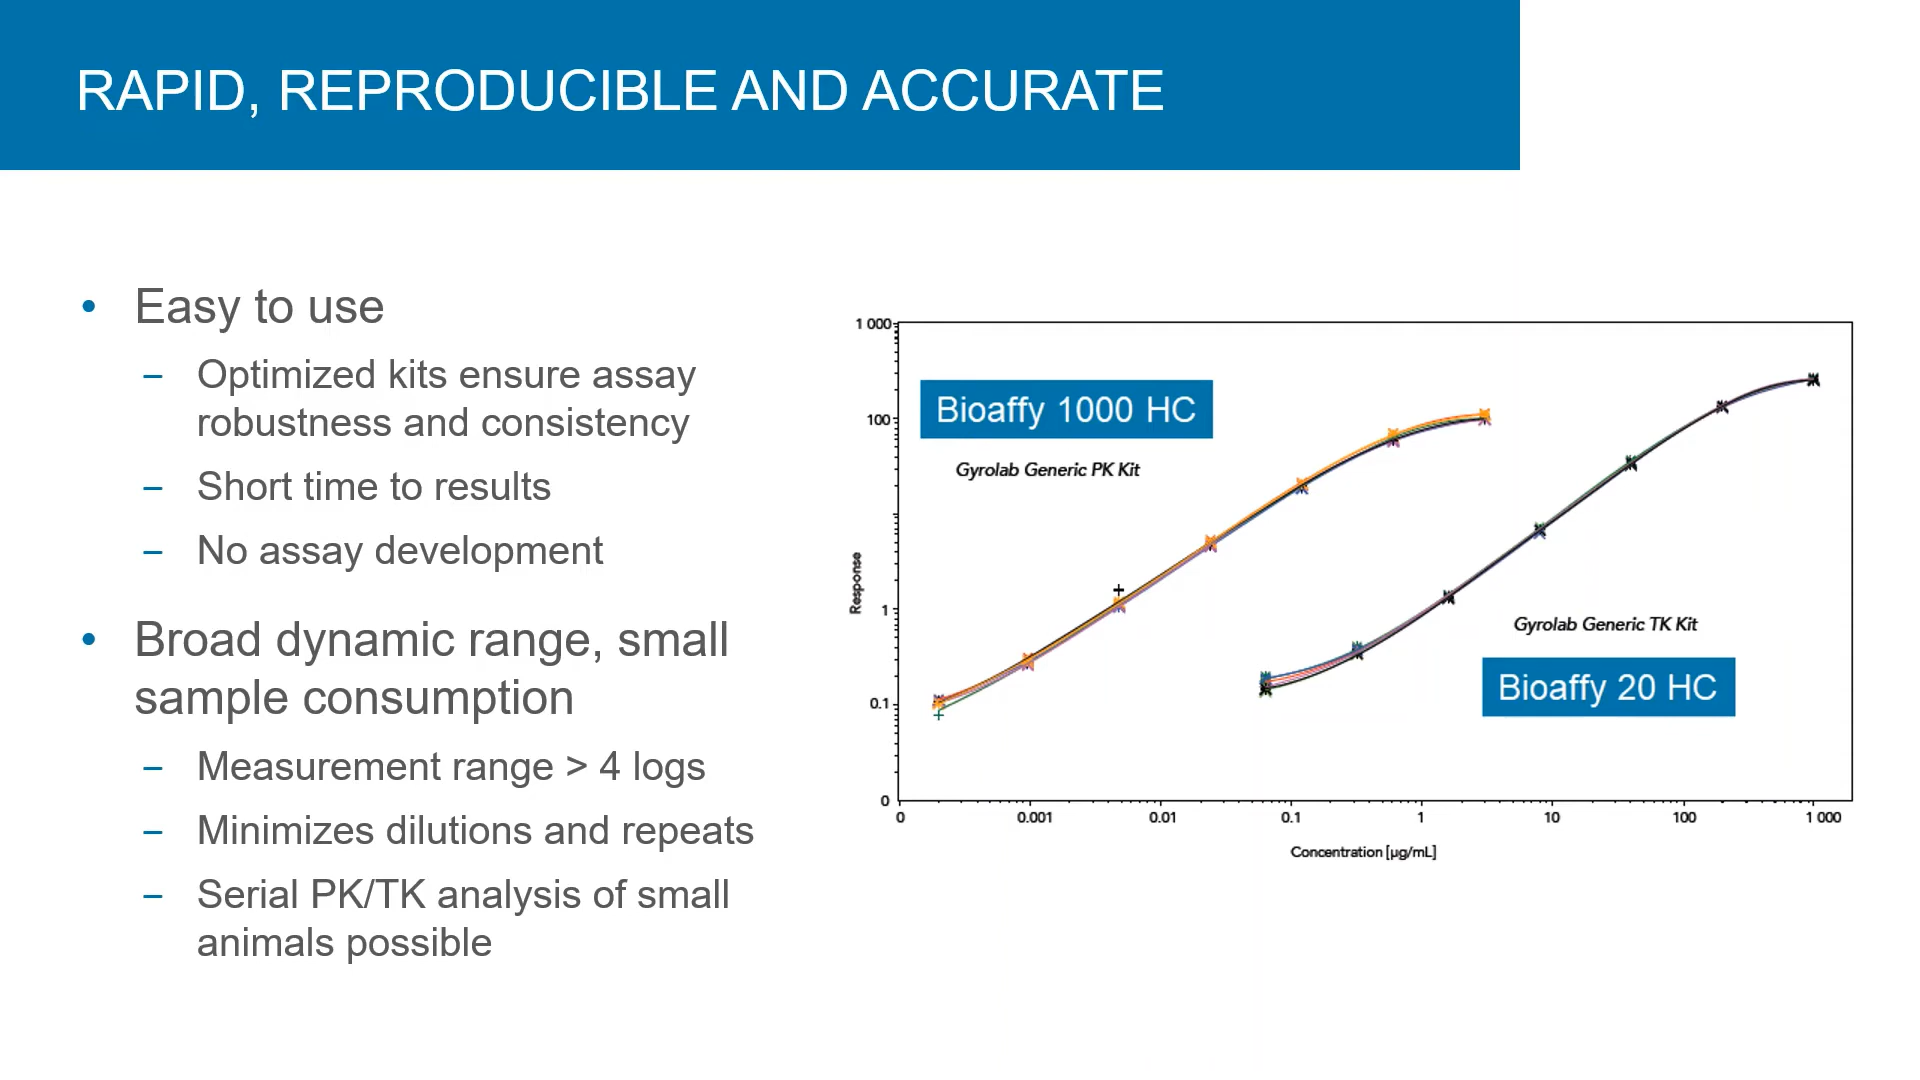 RAPID, REPRODUCIBLE AND ACCURATE
• Easy to use
– Optimized kits ensure assay
robustness and consistency
– Short time to results
– No assay development
• Broad dynamic range, small
sample consumption
– Measurement range > 4 logs
– Minimizes dilutions and repeats
– Serial PK/TK analysis of small
animals possible
1 000
100
1
0.1
0
Response
Bioaffy 1000 HC
Gyrolab Generic PK Kit
Gyrolab Generic TK Kit
Bioaffy 20 HC
0 0.001 0.01 0.1 1 10 100 1 000
Concentration [µg/mL]